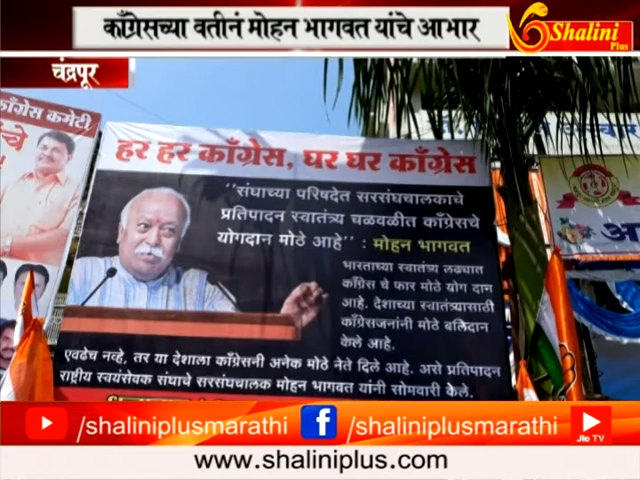 काँग्रेसच्या वतीनं मोहन भागवत यांचे आभार
Shalini
Plus
चंद्रपूर
काँग्रेस कमेटी
हर हर काँग्रेस, घर घर काँग्रेस
"संघाच्या परिषदेत सरसंघचालकाचे
प्रतिपादन स्वातंत्र्य चळवळीत काँग्रेसचे
योगदान मोठे आहे" : मोहन भागवत
भारताच्या स्वातंत्र्य लढ्यात
काँग्रेस चे फार मोठे योग दान
आहे. देशाच्या स्वातंत्र्यासाठी
काँग्रेसजनांनी मोठे बलिदान
केले आहे.
एवढेच नव्हे, तर या देशाला काँग्रेसनी अनेक मोठे नेते दिले आहे. असे प्रतिपादन
राष्ट्रीय स्वयंसेवक संघाचे सरसंघचालक मोहन भागवत यांनी सोमवारी केले.
/shaliniplusmarathi
/shaliniplusmarathi
Jio TV
www.shaliniplus.com